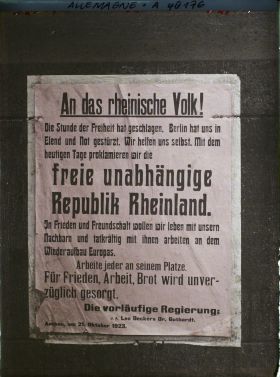 ALLEMAGNE - A 40 176
An das rheinische Volk!
Die Stunde der Freiheit hat geschlagen. Berlin hat uns in
Elend und Not gestürzt. Wir helfen uns selbst. Mit dem
heutigen Tage proklamieren wir die
freie unabhängige
Republik Rheinland.
In Frieden und Freundschaft wollen wir leben mit unsern
Nachbarn und tatkräftig mit ihnen arbeiten an dem
Wiederaufbau Europas.
Arbeite jeder an seinem Platze.
Für Frieden, Arbeit, Brot wird unver-
züglich gesorgt.
Die vorläufige Regierung:
Leo Deckers Dr. Guthardt.
Aachen, am 21. Oktober 1923.